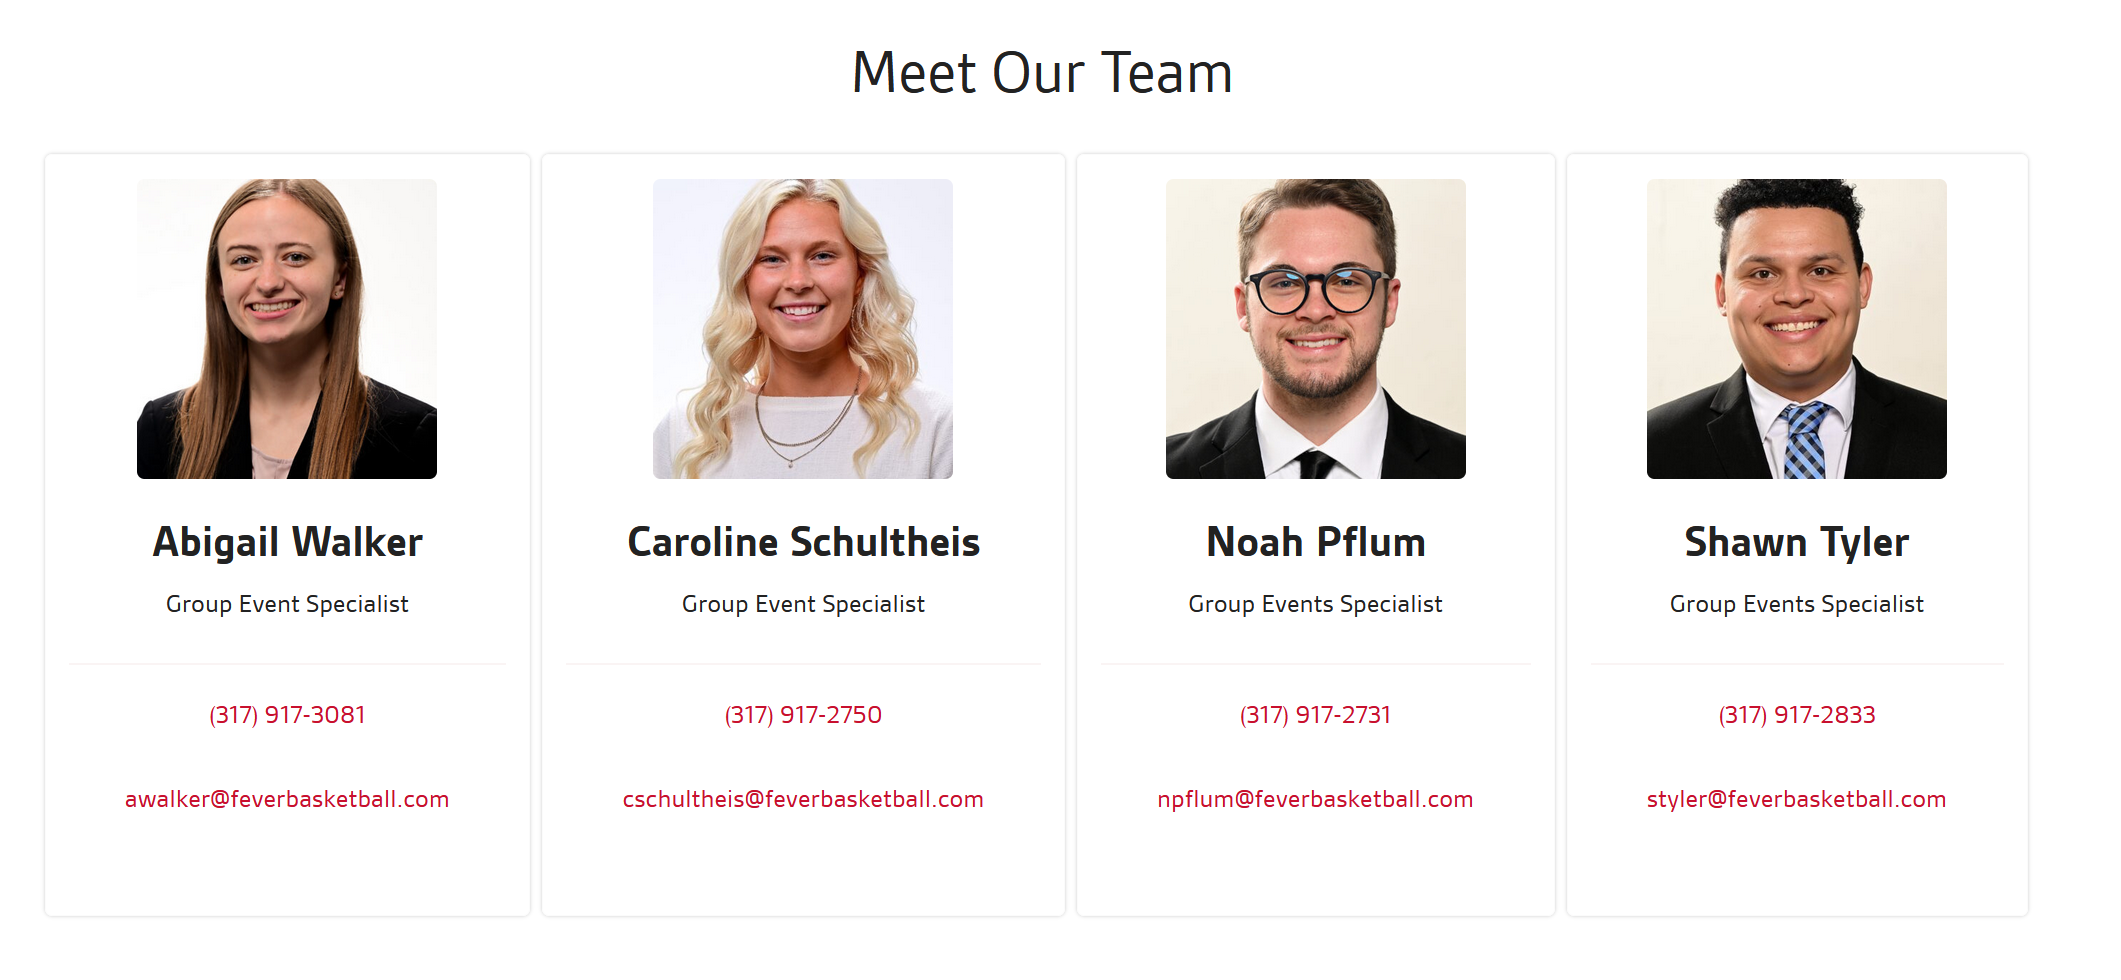 Meet Our Team
Abigail Walker
Group Event Specialist
(317) 917-3081
awalker@feverbasketball.com
Caroline Schultheis
Group Event Specialist
(317) 917-2750
cschultheis@feverbasketball.com
Noah Pflum
Group Events Specialist
(317) 917-2731
npflum@feverbasketball.com
Shawn Tyler
Group Events Specialist
(317) 917-2833
styler@feverbasketball.com